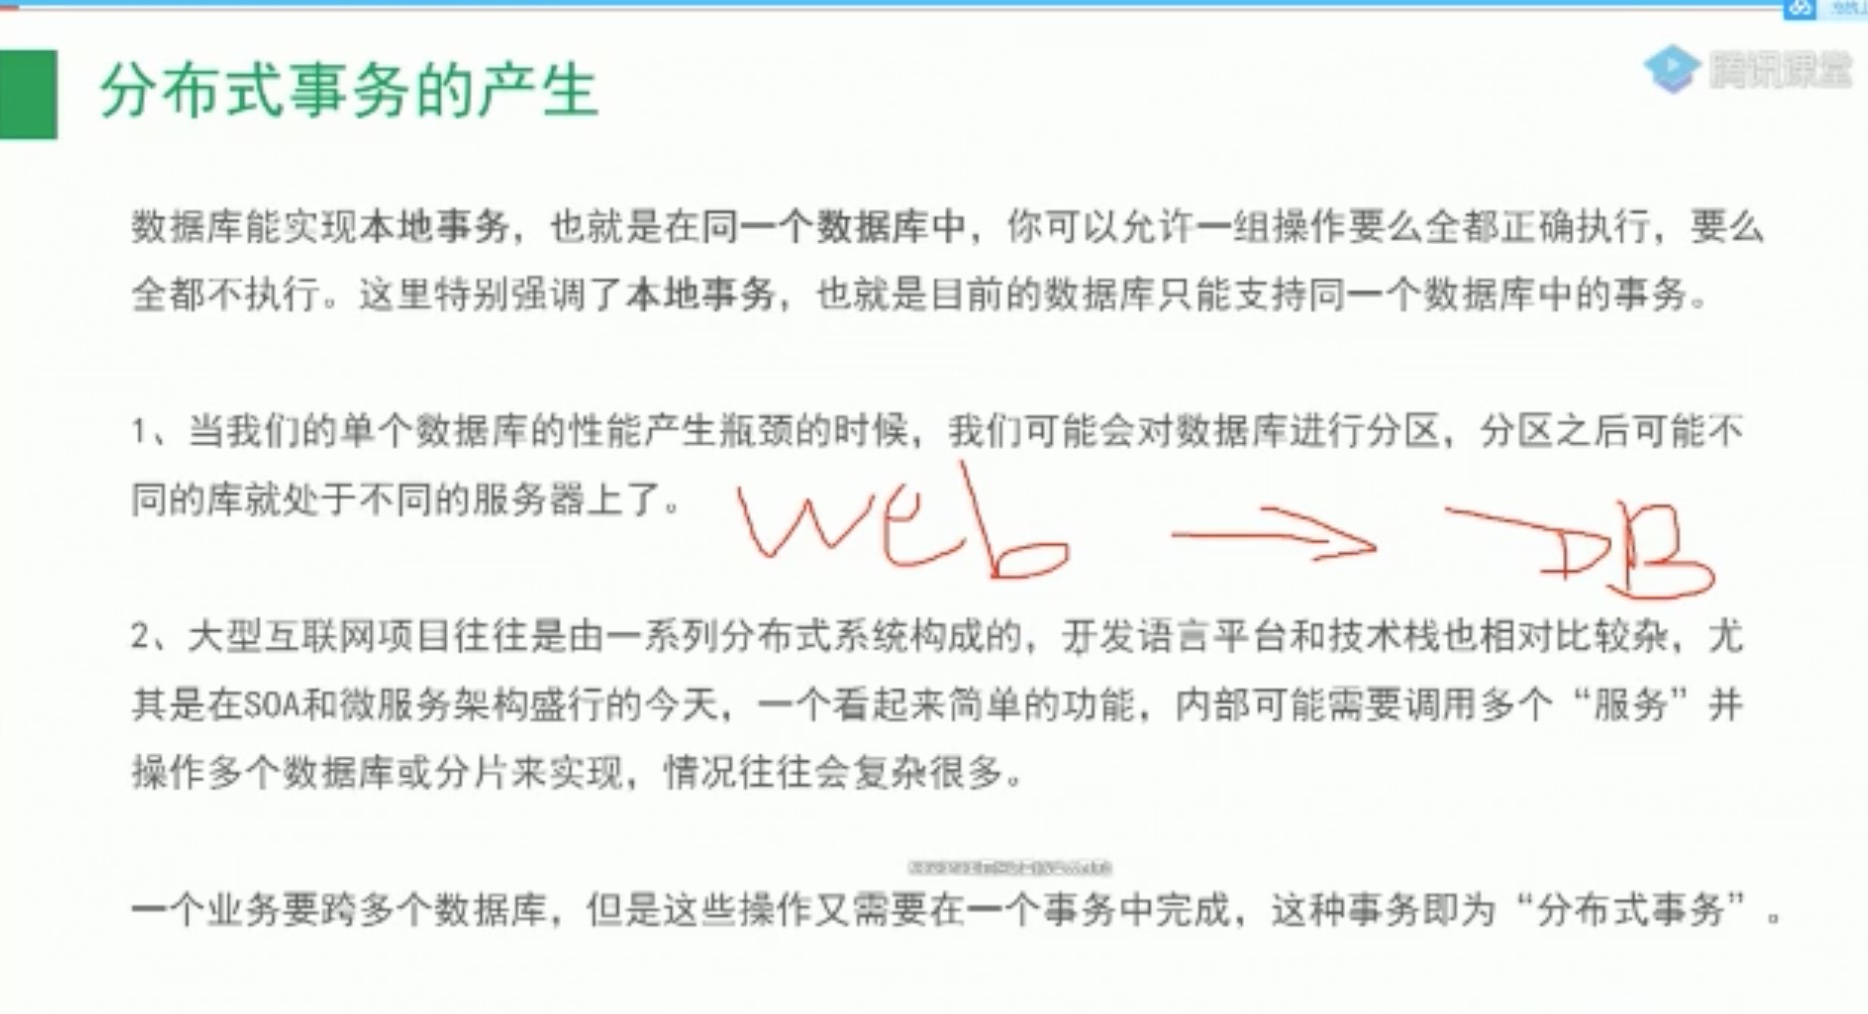 分布式事务的产生
腾讯课堂
数据库能实现本地事务，也就是在同一个数据库中，你可以允许一组操作要么全都正确执行，要么
全都不执行。这里特别强调了本地事务，也就是目前的数据库只能支持同一个数据库中的事务。
1、当我们的单个数据库的性能产生瓶颈的时候，我们可能会对数据库进行分区，分区之后可能不
同的库就处于不同的服务器上了。
web → DB
2、大型互联网项目往往是由一系列分布式系统构成的，开发语言平台和技术栈也相对比较杂，尤
其是在SOA和微服务架构盛行的今天，一个看起来简单的功能，内部可能需要调用多个“服务”并
操作多个数据库或分片来实现，情况往往会复杂很多。
一个业务要跨多个数据库，但是这些操作又需要在一个事务中完成，这种事务即为“分布式事务”。